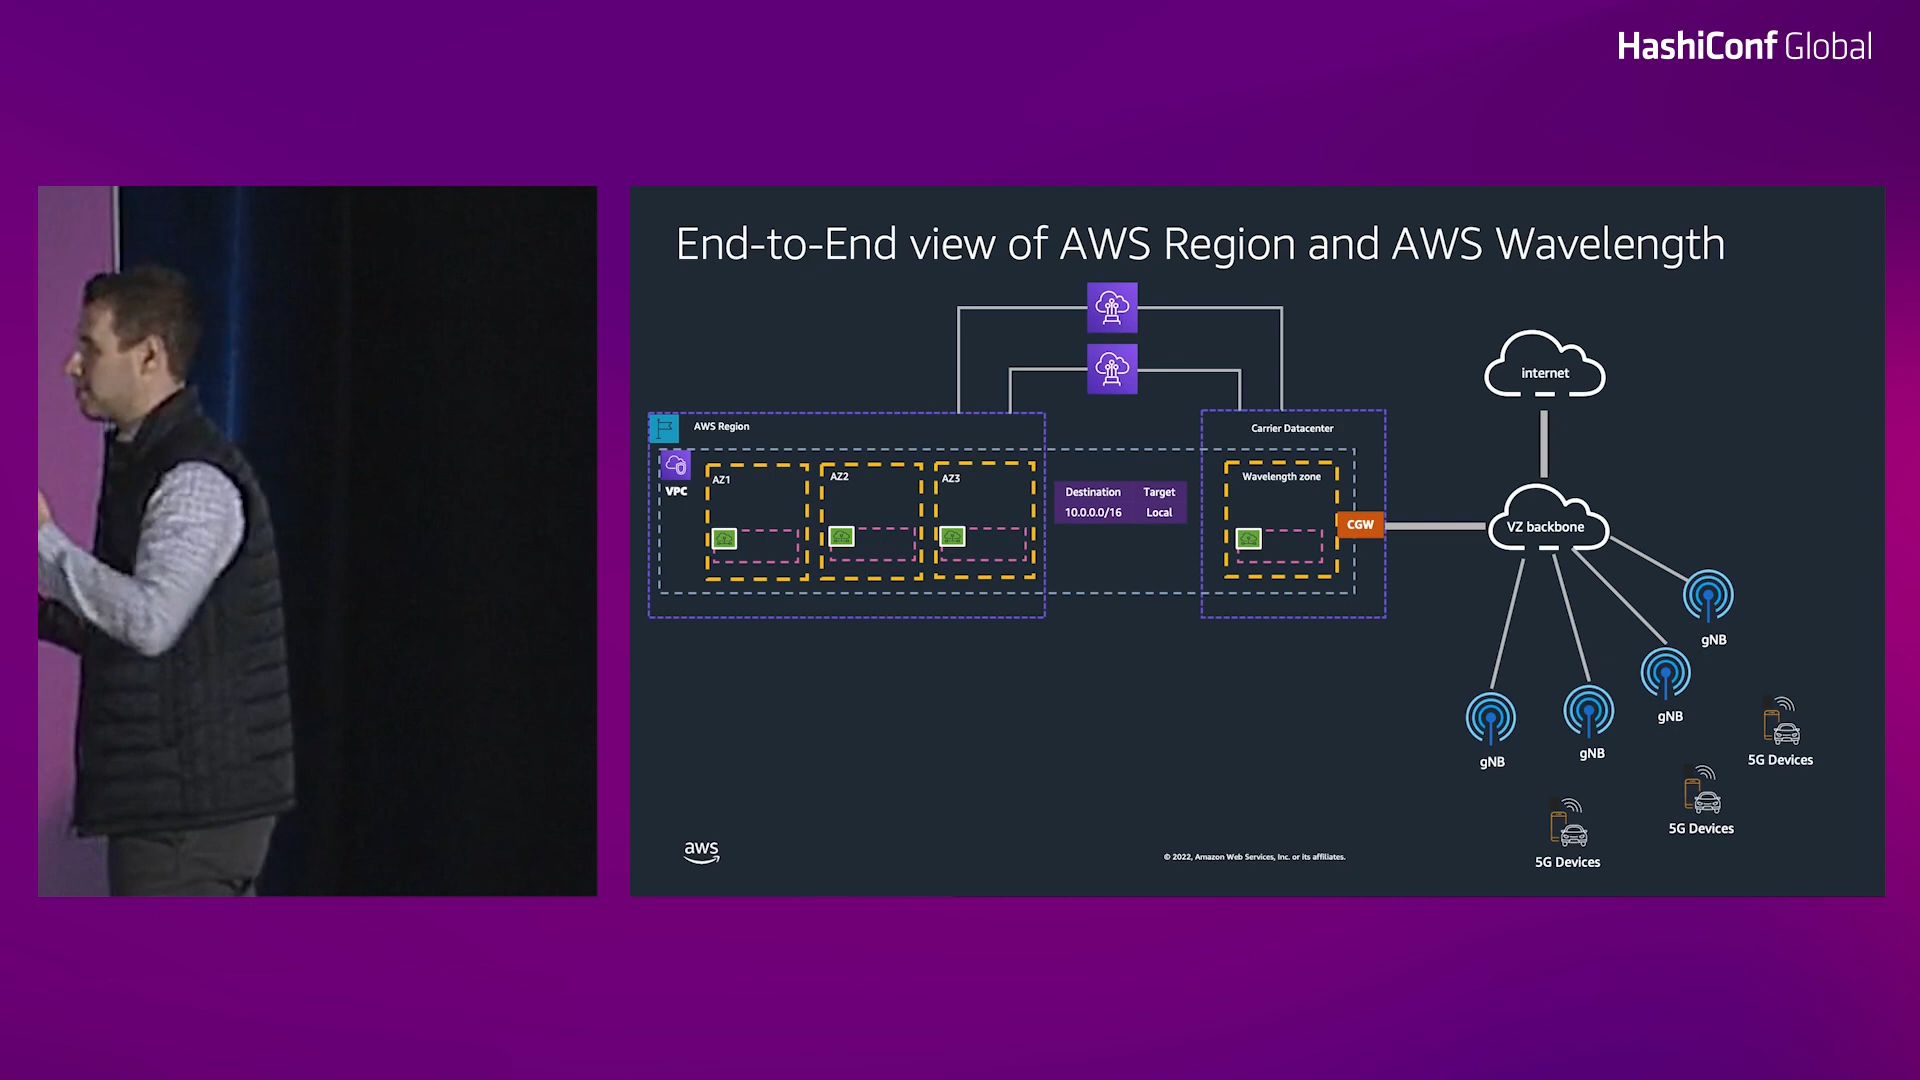 HashiConf Global
End-to-End view of AWS Region and AWS Wavelength
internet
AWS Region
Carrier Datacenter
VPC
AZ1
AZ2
AZ3
Destination Target
10.0.0.0/16 Local
Wavelength zone
CGW
VZ backbone
gNB
gNB
gNB
gNB
5G Devices
5G Devices
5G Devices
aws
© 2022, Amazon Web Services, Inc. or its affiliates.